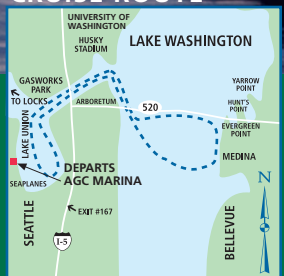 CRUISE ROUTE
UNIVERSITY OF
WASHINGTON
HUSKY
STADIUM
LAKE WASHINGTON
GASWORKS
PARK
TO LOCKS
ARBORETUM
520
YARROW
POINT
HUNT'S
POINT
EVERGREEN
POINT
MEDINA
LAKE UNION
DEPARTS
AGC MARINA
SEAPLANES
SEATTLE
EXIT #167
I-5
BELLEVUE
N